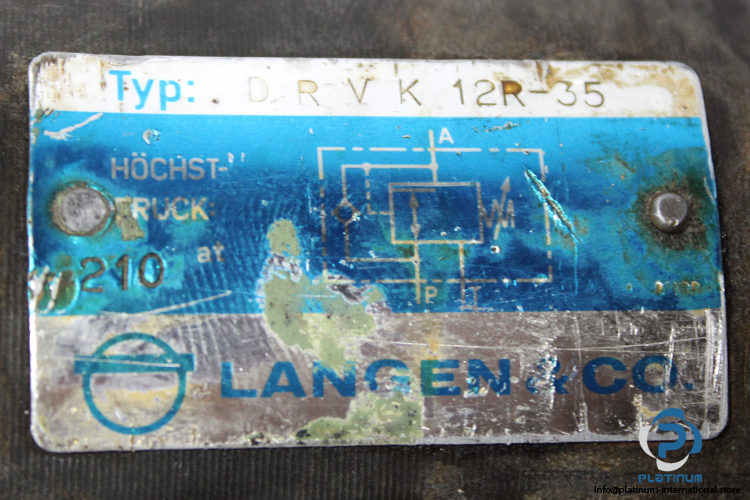 Typ: DRVK 12R-35
A
HÖCHST-
DRUCK:
210 at
P T
LANGEN & CO.
PLATINUM
Info@platinum-international.store